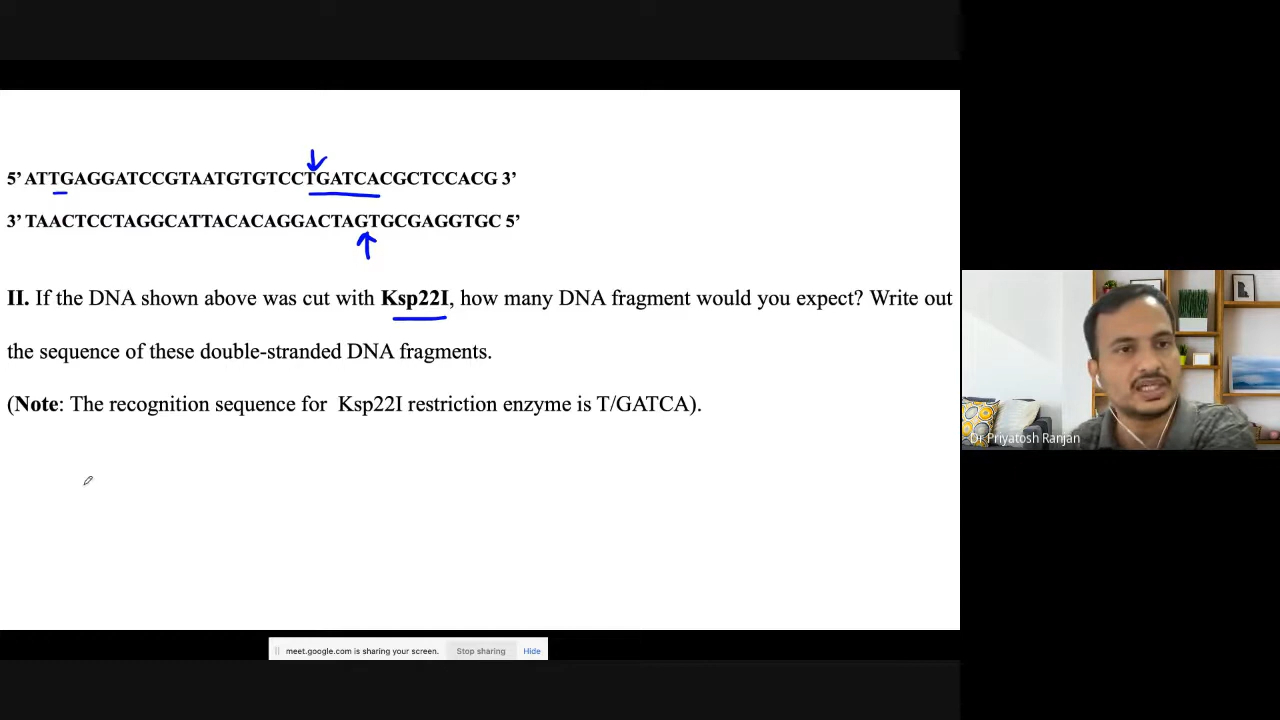 5’ ATTGAGGATCCGTAATGTGTCCTGATCACGCTCCACG 3’
3’ TAACTCCTAGGCATTACACAGGACTAGTGCGAGGTGC 5’
II. If the DNA shown above was cut with Ksp22I, how many DNA fragment would you expect? Write out
the sequence of these double-stranded DNA fragments.
(Note: The recognition sequence for Ksp22I restriction enzyme is T/GATCA).
Dr Priyatosh Ranjan
meet.google.com is sharing your screen. Stop sharing Hide